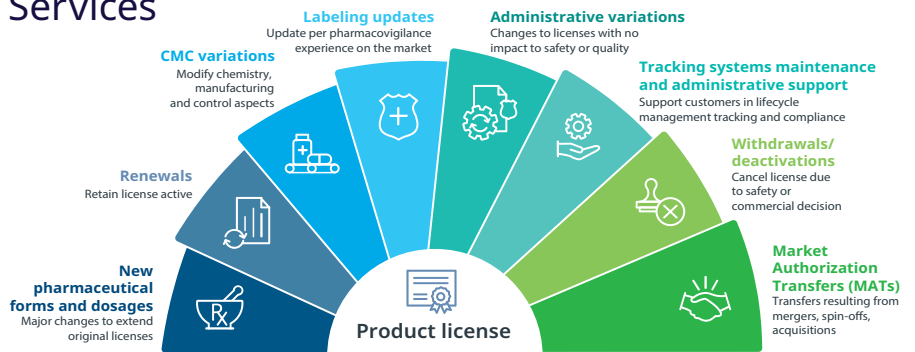 Services
Labeling updates
Update per pharmacovigilance
experience on the market
Administrative variations
Changes to licenses with no
impact to safety or quality
CMC variations
Modify chemistry,
manufacturing
and control aspects
Tracking systems maintenance
and administrative support
Support customers in lifecycle
management tracking and compliance
Renewals
Retain license active
Withdrawals/
deactivations
Cancel license due
to safety or
commercial decision
New
pharmaceutical
forms and dosages
Major changes to extend
original licenses
Market
Authorization
Transfers (MATs)
Transfers resulting from
mergers, spin-offs,
acquisitions
Rx
Product license